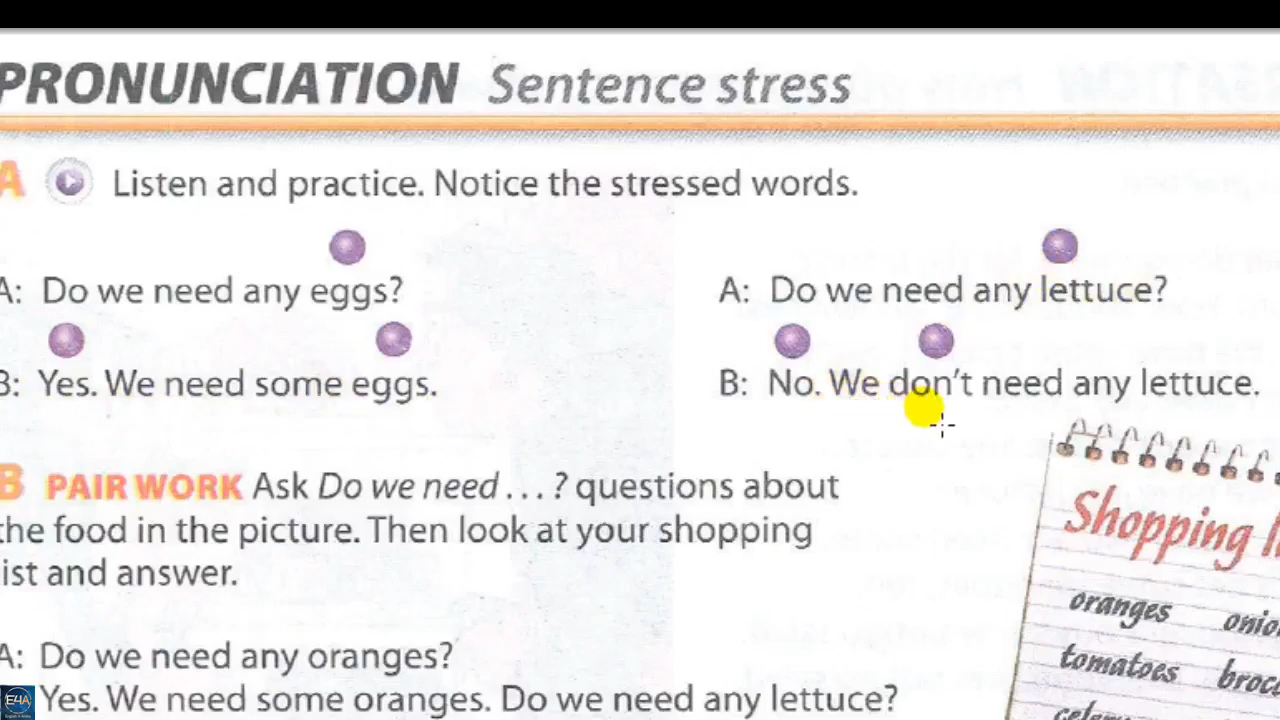 PRONUNCIATION Sentence stress
A Listen and practice. Notice the stressed words.
A: Do we need any eggs?
B: Yes. We need some eggs.
A: Do we need any lettuce?
B: No. We don't need any lettuce.
B PAIR WORK Ask Do we need ... ? questions about
the food in the picture. Then look at your shopping
list and answer.
A: Do we need any oranges?
Yes. We need some oranges. Do we need any lettuce?
Shopping
oranges
tomatoes
celery
E4A